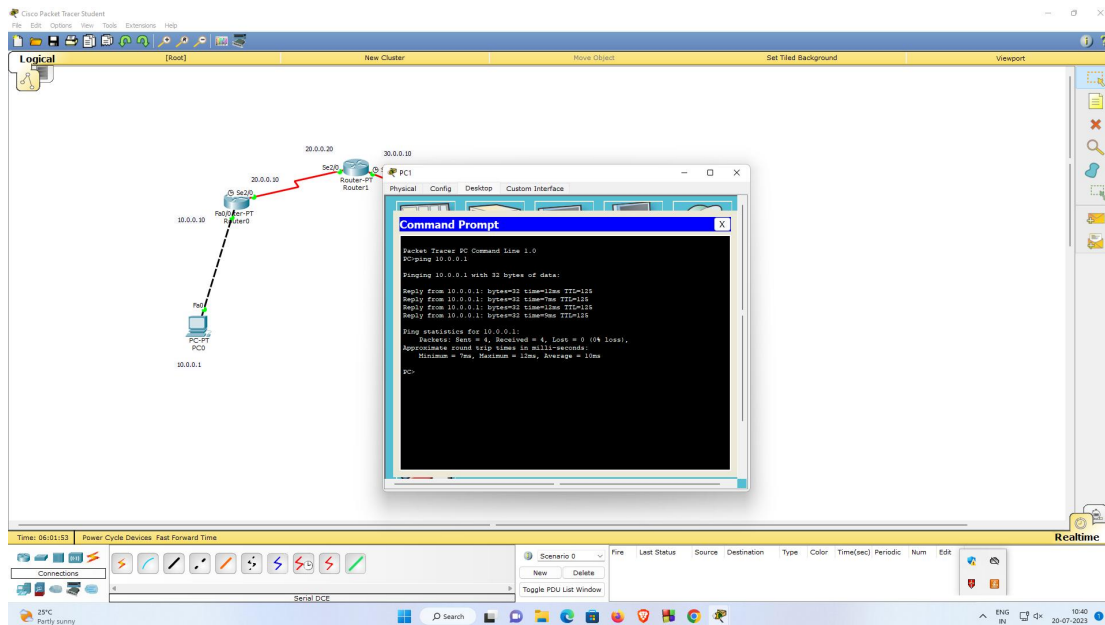 Cisco Packet Tracer Student
File Edit Options View Tools Extensions Help
Logical
[Root]
New Cluster
Move Object
Set Tiled Background
Viewport
20.0.0.20
30.0.0.10
Se2/0
Router-PT
Router1
20.0.0.10
Se2/0
Fa0/0
Router0
10.0.0.10
Fa0
PC-PT
PC0
10.0.0.1
PC1
Physical Config Desktop Custom Interface
Command Prompt
X
Packet Tracer PC Command Line 1.0
PC>ping 10.0.0.1
Pinging 10.0.0.1 with 32 bytes of data:
Reply from 10.0.0.1: bytes=32 time=12ms TTL=125
Reply from 10.0.0.1: bytes=32 time=7ms TTL=125
Reply from 10.0.0.1: bytes=32 time=12ms TTL=125
Reply from 10.0.0.1: bytes=32 time=9ms TTL=125
Ping statistics for 10.0.0.1:
Packets: Sent = 4, Received = 4, Lost = 0 (0% loss),
Approximate round trip times in milli-seconds:
Minimum = 7ms, Maximum = 12ms, Average = 10ms
PC>
Time: 06:01:53 Power Cycle Devices Fast Forward Time
Realtime
Connections
Serial DCE
Scenario 0
New Delete
Toggle PDU List Window
Fire Last Status Source Destination Type Color Time(sec) Periodic Num Edit
25°C
Partly sunny
Search
ENG
IN
10:40
20-07-2023